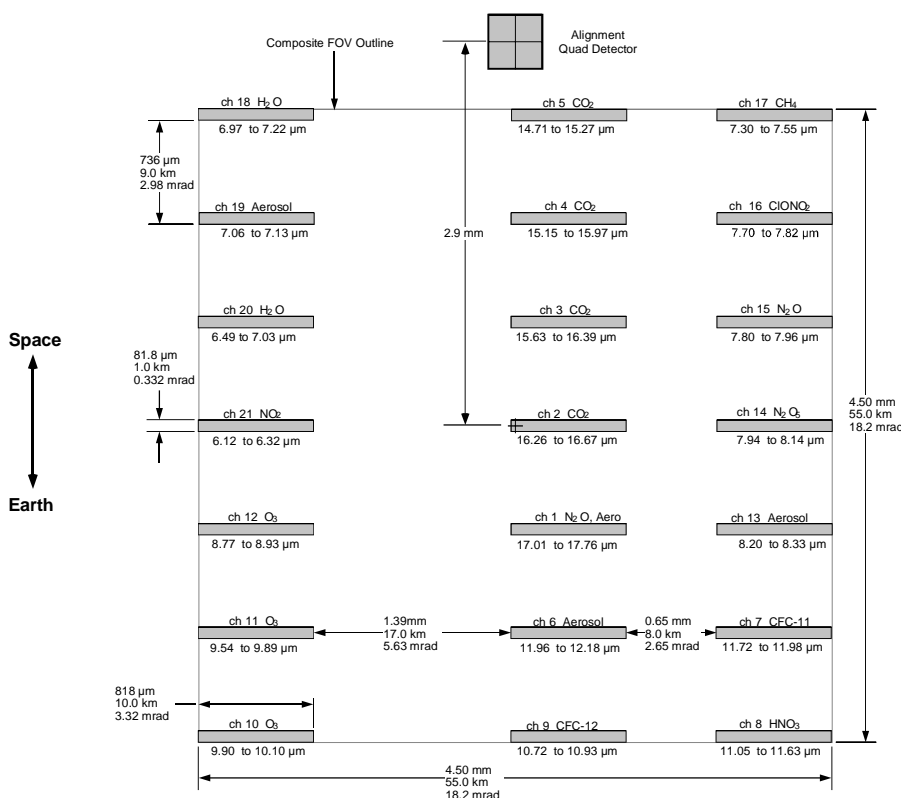 Alignment
Quad Detector
Composite FOV Outline
ch 18 H₂O
6.97 to 7.22 µm
ch 5 CO₂
14.71 to 15.27 µm
ch 17 CH₄
7.30 to 7.55 µm
736 µm
9.0 km
2.98 mrad
ch 19 Aerosol
7.06 to 7.13 µm
ch 4 CO₂
15.15 to 15.97 µm
ch 16 ClONO₂
7.70 to 7.82 µm
2.9 mm
ch 20 H₂O
6.49 to 7.03 µm
ch 3 CO₂
15.63 to 16.39 µm
ch 15 N₂O
7.80 to 7.96 µm
Space
81.8 µm
1.0 km
0.332 mrad
ch 21 NO₂
6.12 to 6.32 µm
ch 2 CO₂
16.26 to 16.67 µm
ch 14 N₂O₅
7.94 to 8.14 µm
4.50 mm
55.0 km
18.2 mrad
Earth
ch 12 O₃
8.77 to 8.93 µm
ch 1 N₂O, Aero
17.01 to 17.76 µm
ch 13 Aerosol
8.20 to 8.33 µm
ch 11 O₃
9.54 to 9.89 µm
1.39mm
17.0 km
5.63 mrad
ch 6 Aerosol
11.96 to 12.18 µm
0.65 mm
8.0 km
2.65 mrad
ch 7 CFC-11
11.72 to 11.98 µm
818 µm
10.0 km
3.32 mrad
ch 10 O₃
9.90 to 10.10 µm
ch 9 CFC-12
10.72 to 10.93 µm
ch 8 HNO₃
11.05 to 11.63 µm
4.50 mm
55.0 km
18.2 mrad